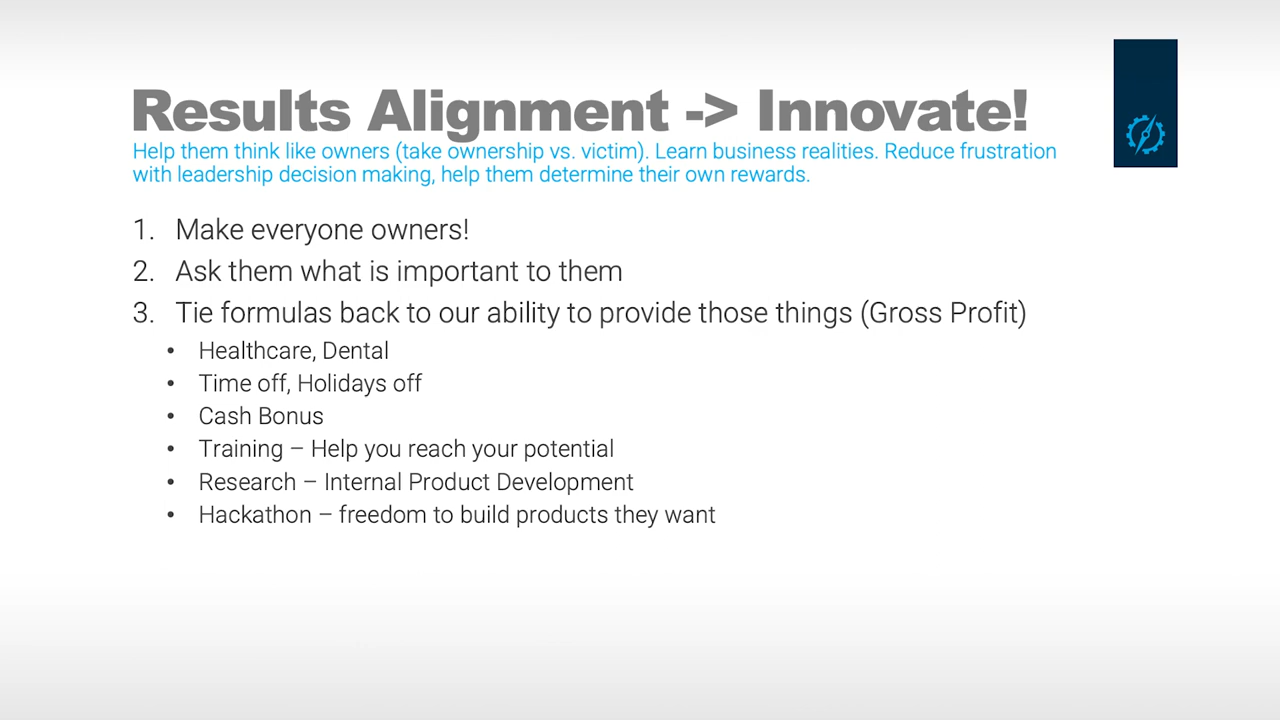 Results Alignment -> Innovate!
Help them think like owners (take ownership vs. victim). Learn business realities. Reduce frustration
with leadership decision making, help them determine their own rewards.
1. Make everyone owners!
2. Ask them what is important to them
3. Tie formulas back to our ability to provide those things (Gross Profit)
• Healthcare, Dental
• Time off, Holidays off
• Cash Bonus
• Training – Help you reach your potential
• Research – Internal Product Development
• Hackathon – freedom to build products they want